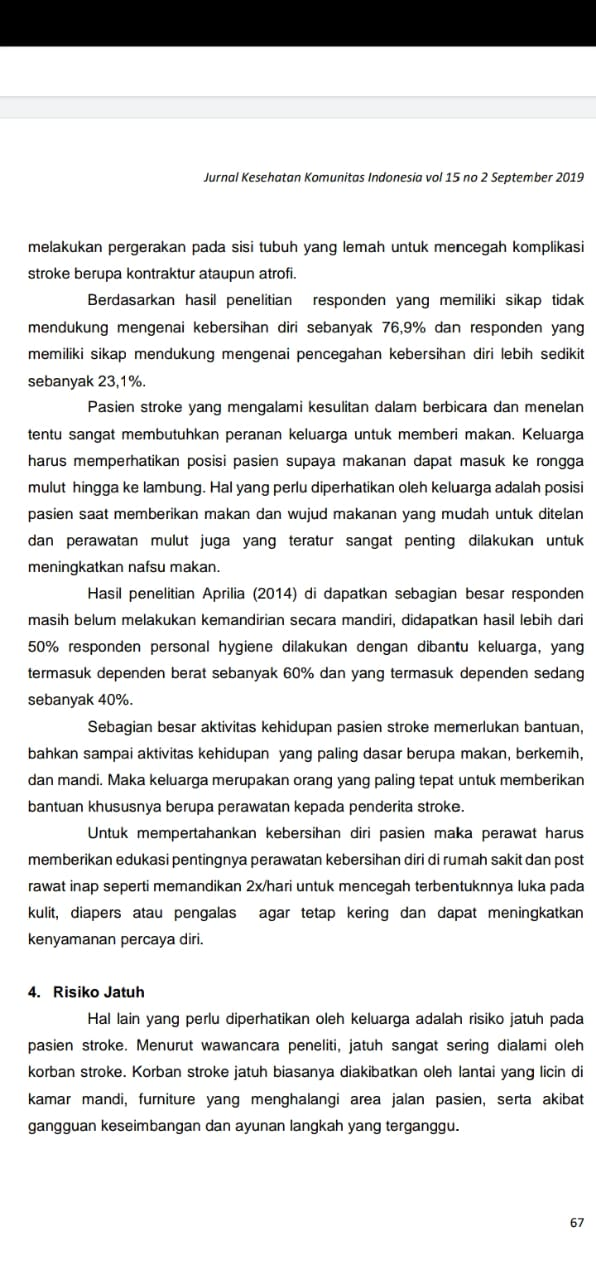 Jurnal Kesehatan Komunitas Indonesia vol 15 no 2 September 2019
melakukan pergerakan pada sisi tubuh yang lemah untuk mencegah komplikasi
stroke berupa kontraktur ataupun atrofi.
Berdasarkan hasil penelitian responden yang memiliki sikap tidak
mendukung mengenai kebersihan diri sebanyak 76,9% dan responden yang
memiliki sikap mendukung mengenai pencegahan kebersihan diri lebih sedikit
sebanyak 23,1%.
Pasien stroke yang mengalami kesulitan dalam berbicara dan menelan
tentu sangat membutuhkan peranan keluarga untuk memberi makan. Keluarga
harus memperhatikan posisi pasien supaya makanan dapat masuk ke rongga
mulut hingga ke lambung. Hal yang perlu diperhatikan oleh keluarga adalah posisi
pasien saat memberikan makan dan wujud makanan yang mudah untuk ditelan
dan perawatan mulut juga yang teratur sangat penting dilakukan untuk
meningkatkan nafsu makan.
Hasil penelitian Aprilia (2014) di dapatkan sebagian besar responden
masih belum melakukan kemandirian secara mandiri, didapatkan hasil lebih dari
50% responden personal hygiene dilakukan dengan dibantu keluarga, yang
termasuk dependen berat sebanyak 60% dan yang termasuk dependen sedang
sebanyak 40%.
Sebagian besar aktivitas kehidupan pasien stroke memerlukan bantuan,
bahkan sampai aktivitas kehidupan yang paling dasar berupa makan, berkemih,
dan mandi. Maka keluarga merupakan orang yang paling tepat untuk memberikan
bantuan khususnya berupa perawatan kepada penderita stroke.
Untuk mempertahankan kebersihan diri pasien maka perawat harus
memberikan edukasi pentingnya perawatan kebersihan diri di rumah sakit dan post
rawat inap seperti memandikan 2x/hari untuk mencegah terbentuknnya luka pada
kulit, diapers atau pengalas agar tetap kering dan dapat meningkatkan
kenyamanan percaya diri.
4. Risiko Jatuh
Hal lain yang perlu diperhatikan oleh keluarga adalah risiko jatuh pada
pasien stroke. Menurut wawancara peneliti, jatuh sangat sering dialami oleh
korban stroke. Korban stroke jatuh biasanya diakibatkan oleh lantai yang licin di
kamar mandi, furniture yang menghalangi area jalan pasien, serta akibat
gangguan keseimbangan dan ayunan langkah yang terganggu.
67